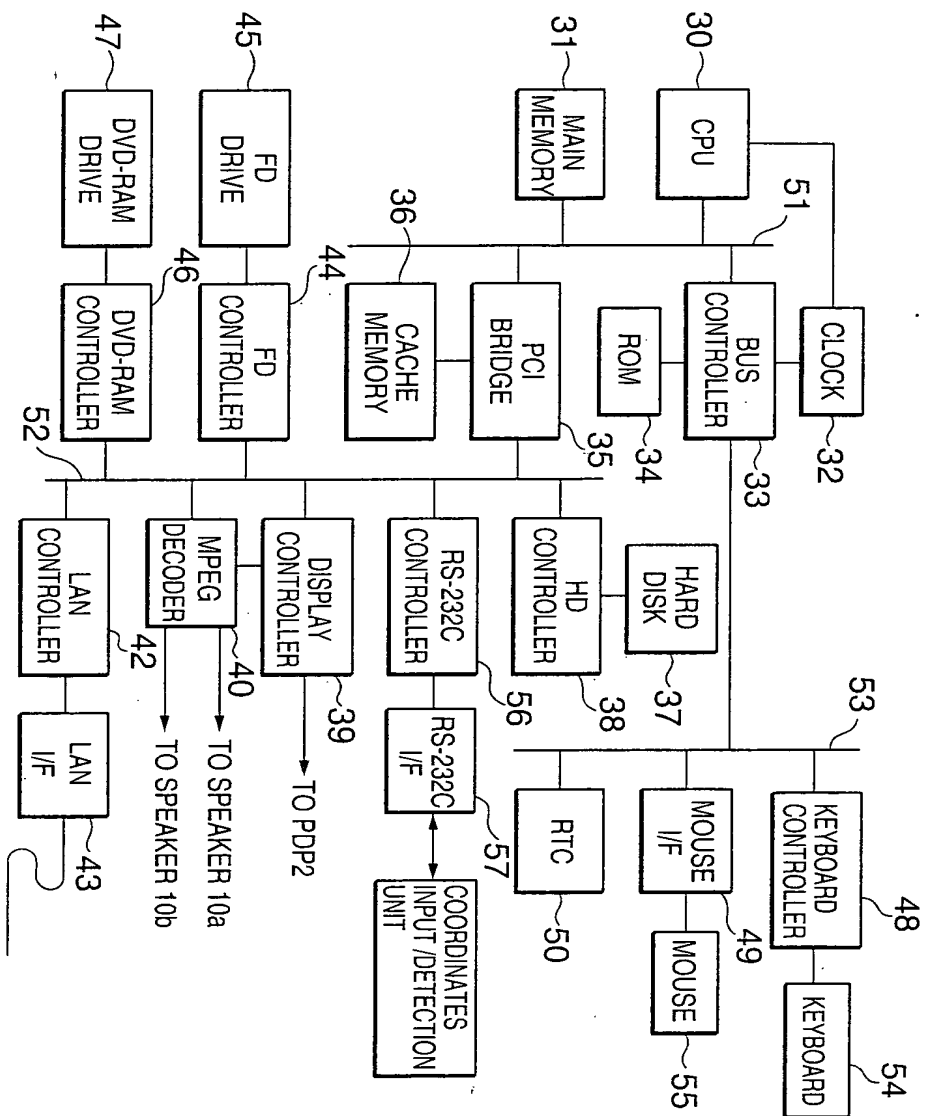 30
CPU
31
MAIN
MEMORY
51
CLOCK
32
BUS
CONTROLLER
33
ROM
34
PCI
BRIDGE
35
36
CACHE
MEMORY
45
FD
DRIVE
44
FD
CONTROLLER
47
DVD-RAM
DRIVE
46
DVD-RAM
CONTROLLER
52
HARD
DISK
37
HD
CONTROLLER
38
RS-232C
CONTROLLER
56
RS-232C
I/F
57
COORDINATES
INPUT /DETECTION
UNIT
DISPLAY
CONTROLLER
39
TO PDP2
MPEG
DECODER
40
TO SPEAKER 10a
TO SPEAKER 10b
LAN
CONTROLLER
42
LAN
I/F
43
53
KEYBOARD
CONTROLLER
48
KEYBOARD
54
MOUSE
I/F
49
MOUSE
55
RTC
50